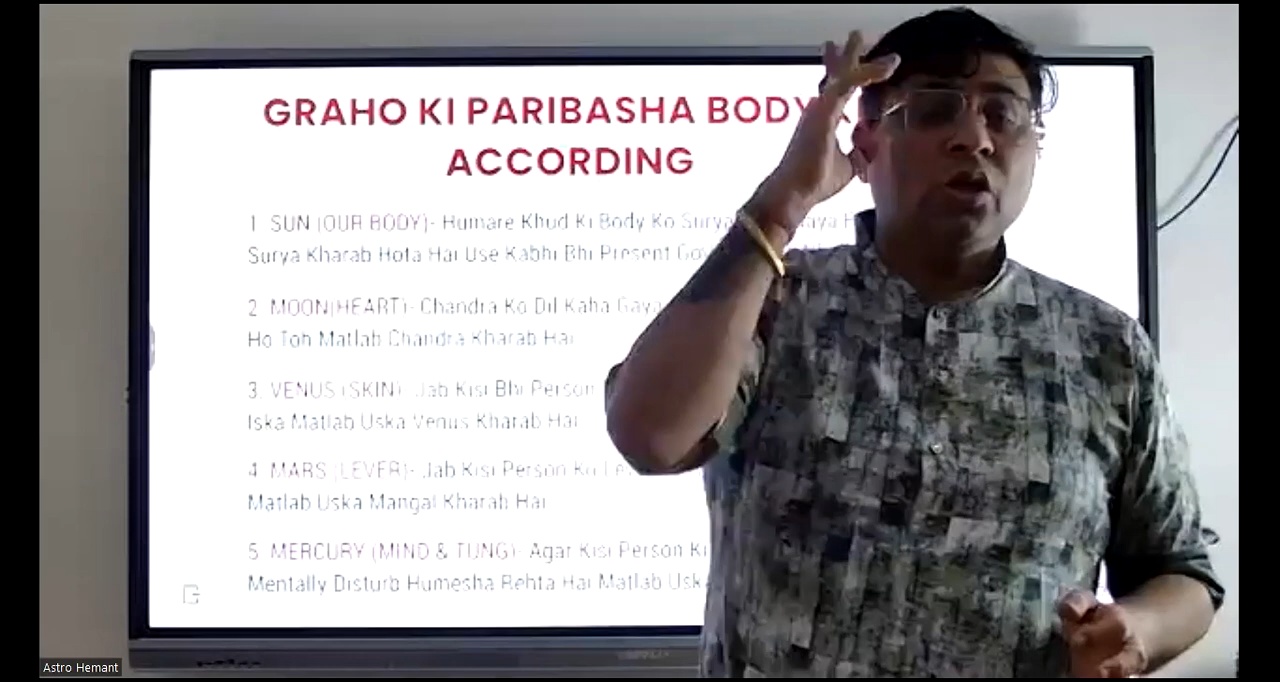 GRAHO KI PARIBASHA BODY
ACCORDING
1. SUN (OUR BODY)- Humare Khud Ki Body Ko Surya
Surya Kharab Hota Hai Use Kabhi Bhi Present
2. MOON(HEART)- Chandra Ko Dil Kaha Gaya
Ho Toh Matlab Chandra Kharab Hai
3. VENUS (SKIN)- Jab Kisi Bhi Person
Iska Matlab Uska Venus Kharab Hai
4. MARS (LEVER)- Jab Kisi Person Ko
Matlab Uska Mangal Kharab Hai
5. MERCURY (MIND & TUNG)- Agar Kisi Person Ki
Mentally Disturb Humesha Rehta Hai Matlab Usk
Astro Hemant